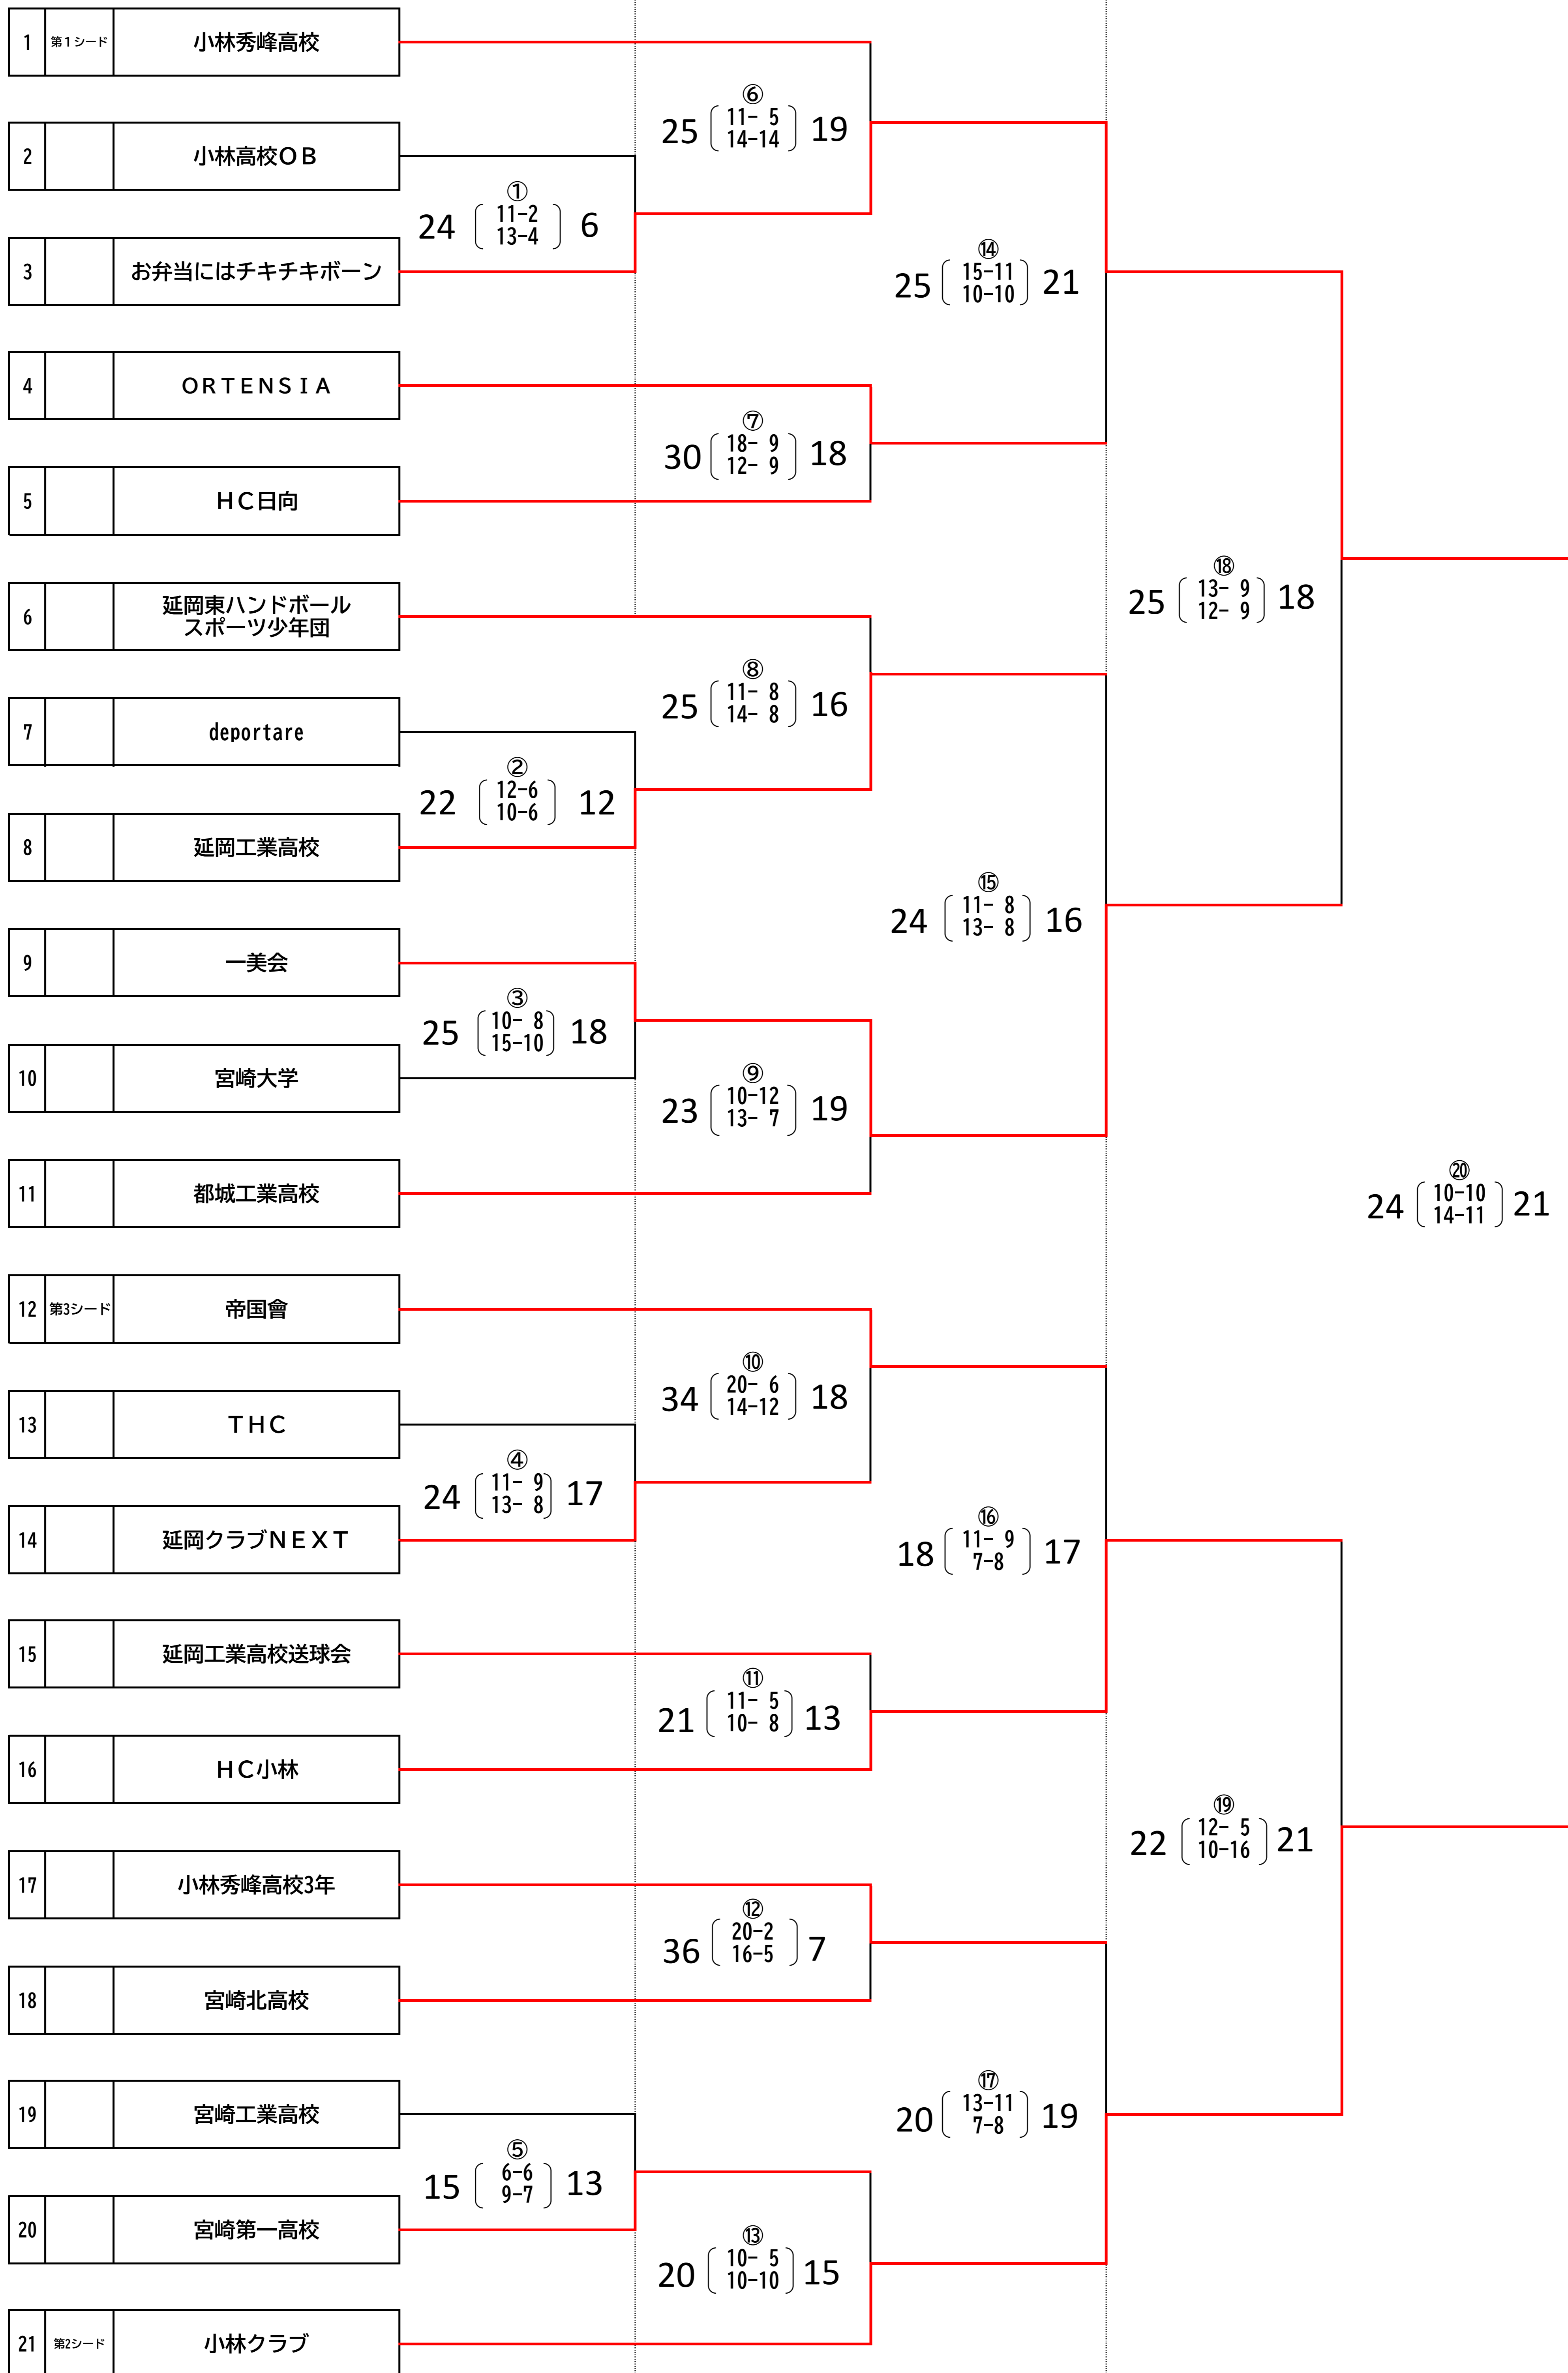 1 第１シード 小林秀峰高校
⑥
25 11- 5 19
14-14
2 小林高校ＯＢ
①
24 11-2 6
13-4
3 お弁当にはチキチキボーン
⑭
25 15-11 21
10-10
4 ＯＲＴＥＮＳＩＡ
⑦
30 18- 9 18
12- 9
5 ＨＣ日向
⑱
25 13- 9 18
12- 9
6 延岡東ハンドボール
スポーツ少年団
⑧
25 11- 8 16
14- 8
7 deportare
②
22 12-6 12
10-6
8 延岡工業高校
⑮
24 11- 8 16
13- 8
9 一美会
③
25 10- 8 18
15-10
10 宮崎大学
⑨
23 10-12 19
13- 7
11 都城工業高校
⑳
24 10-10 21
14-11
12 第3シード 帝国會
⑩
34 20- 6 18
14-12
13 ＴＨＣ
④
24 11- 9 17
13- 8
14 延岡クラブＮＥＸＴ
⑯
18 11- 9 17
7-8
15 延岡工業高校送球会
⑪
21 11- 5 13
10- 8
16 ＨＣ小林
⑲
22 12- 5 21
10-16
17 小林秀峰高校3年
⑫
36 20-2 7
16-5
18 宮崎北高校
⑰
20 13-11 19
7-8
19 宮崎工業高校
⑤
15 6-6 13
9-7
20 宮崎第一高校
⑬
20 10- 5 15
10-10
21 第2シード 小林クラブ